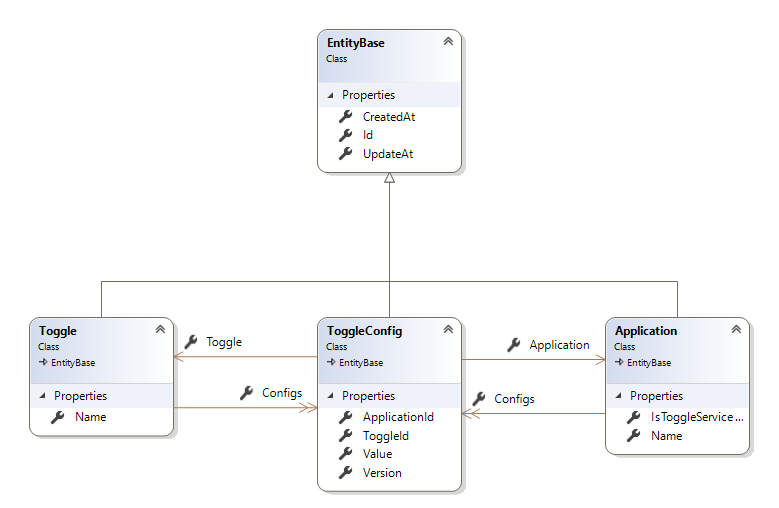 EntityBase
Class
Properties
CreatedAt
Id
UpdateAt
Toggle
Class
EntityBase
Properties
Name
Toggle
Configs
ToggleConfig
Class
EntityBase
Properties
ApplicationId
ToggleId
Value
Version
Application
Configs
Application
Class
EntityBase
Properties
IsToggleService...
Name